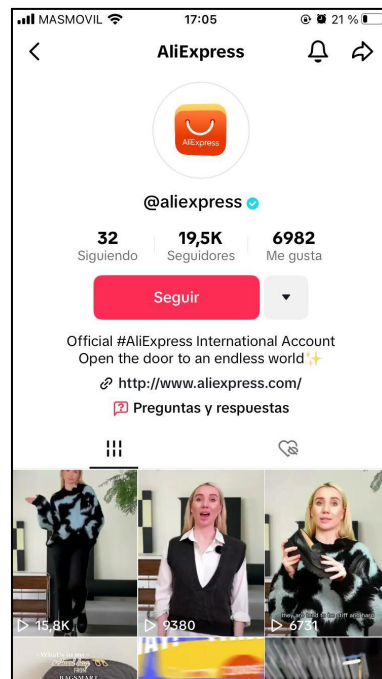 MASMOVIL 17:05 21 %
AliExpress
AliExpress
@aliexpress
32 19,5K 6982
Siguiendo Seguidores Me gusta
Seguir
Official #AliExpress International Account
Open the door to an endless world✨
http://www.aliexpress.com/
Preguntas y respuestas
15,8K 9380 6731
BAGSMART